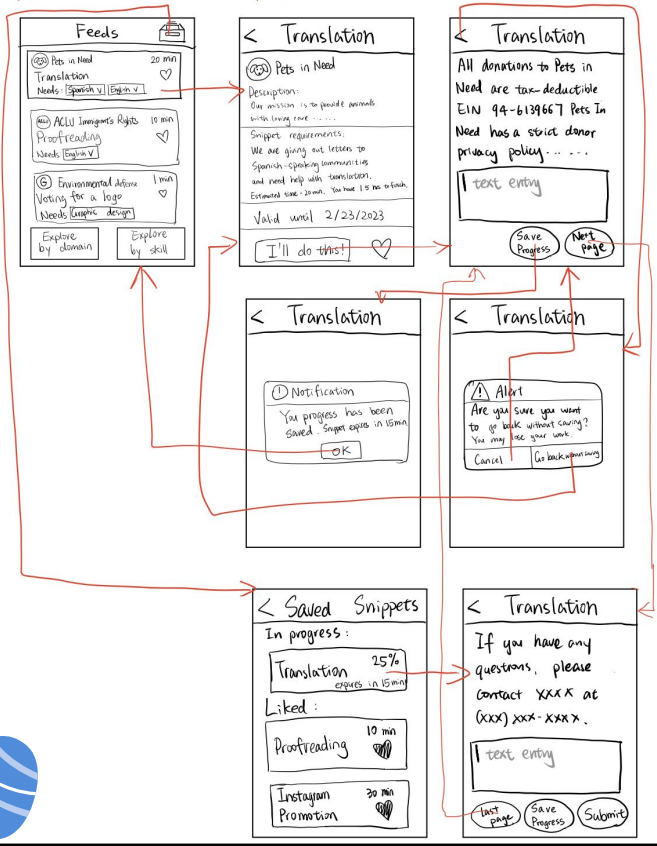 Feeds
Pets in Need 20 min
Translation
Needs: Spanish v English v
ACLU ACLU Immigrant's Rights 10 min
Proofreading
Needs English v
G Environmental defense 1 min
Voting for a logo
Needs Graphic design
Explore by domain
Explore by skill
< Translation
Pets in Need
Description:
Our mission is to provide animals
with loving care ......
Snippet requirements:
We are giving out letters to
Spanish-speaking communities
and need help with translation.
Estimated time - 20 min. You have 1.5 hrs to finish.
Valid until 2/23/2023
I'll do this!
< Translation
All donations to Pets in
Need are tax-deductible
EIN 94-6139667 Pets In
Need has a strict donor
privacy policy......
text entry
Save Progress
Next page
< Translation
! Notification
You progress has been
saved. Snippet expires in 15 min
OK
< Translation
! Alert
Are you sure you want
to go back without saving?
You may lose your work.
Cancel Go back without saving
< Saved Snippets
In progress:
Translation 25%
expires in 15 min
Liked:
10 min
Proofreading
Instagram 30 min
Promotion
< Translation
If you have any
questions, please
contact xxxx at
(xxx) xxx-xxxx.
text entry
last page
Save Progress
Submit